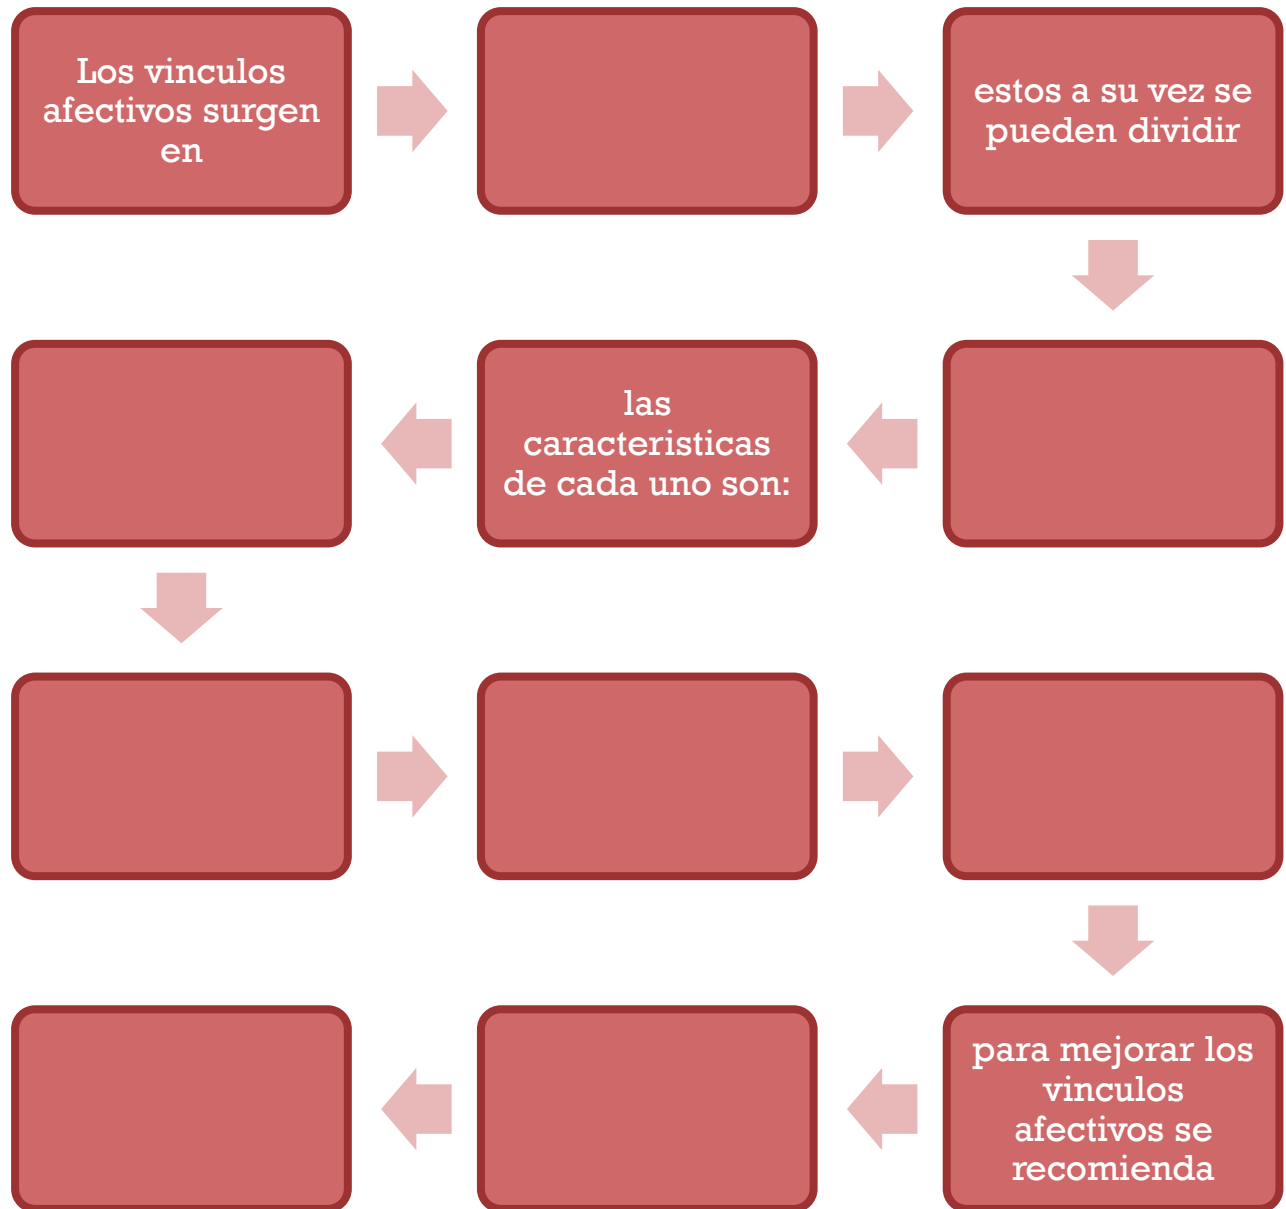 Los vinculos
afectivos surgen
en
estos a su vez se
pueden dividir
las
caracteristicas
de cada uno son:
para mejorar los
vinculos
afectivos se
recomienda